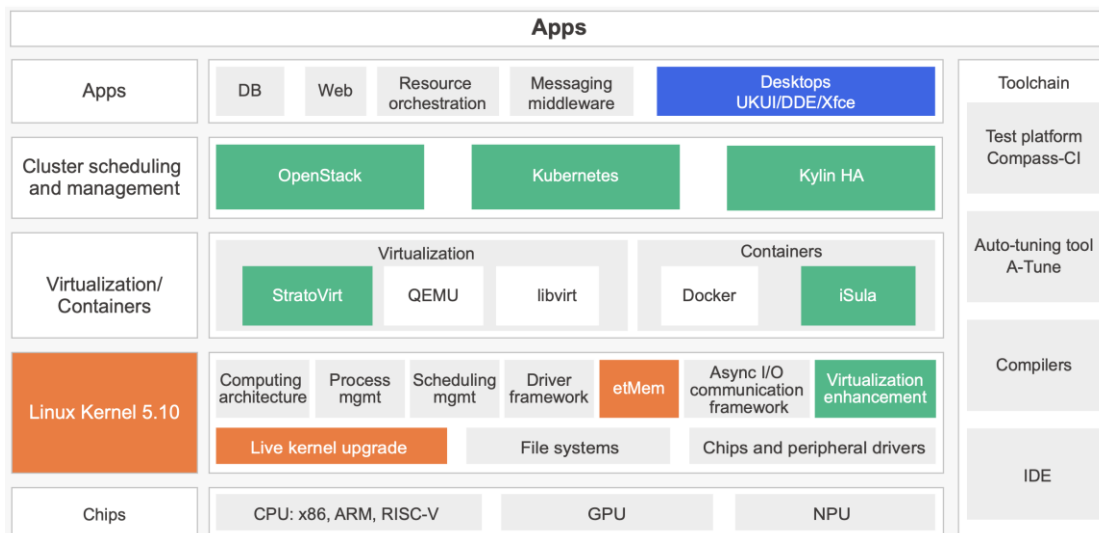 Apps
Apps
DB
Web
Resource
orchestration
Messaging
middleware
Desktops
UKUI/DDE/Xfce
Cluster scheduling
and management
OpenStack
Kubernetes
Kylin HA
Virtualization/
Containers
Virtualization
StratoVirt
QEMU
libvirt
Containers
Docker
iSula
Linux Kernel 5.10
Computing
architecture
Process
mgmt
Scheduling
mgmt
Driver
framework
etMem
Async I/O
communication
framework
Virtualization
enhancement
Live kernel upgrade
File systems
Chips and peripheral drivers
Chips
CPU: x86, ARM, RISC-V
GPU
NPU
Toolchain
Test platform
Compass-CI
Auto-tuning tool
A-Tune
Compilers
IDE